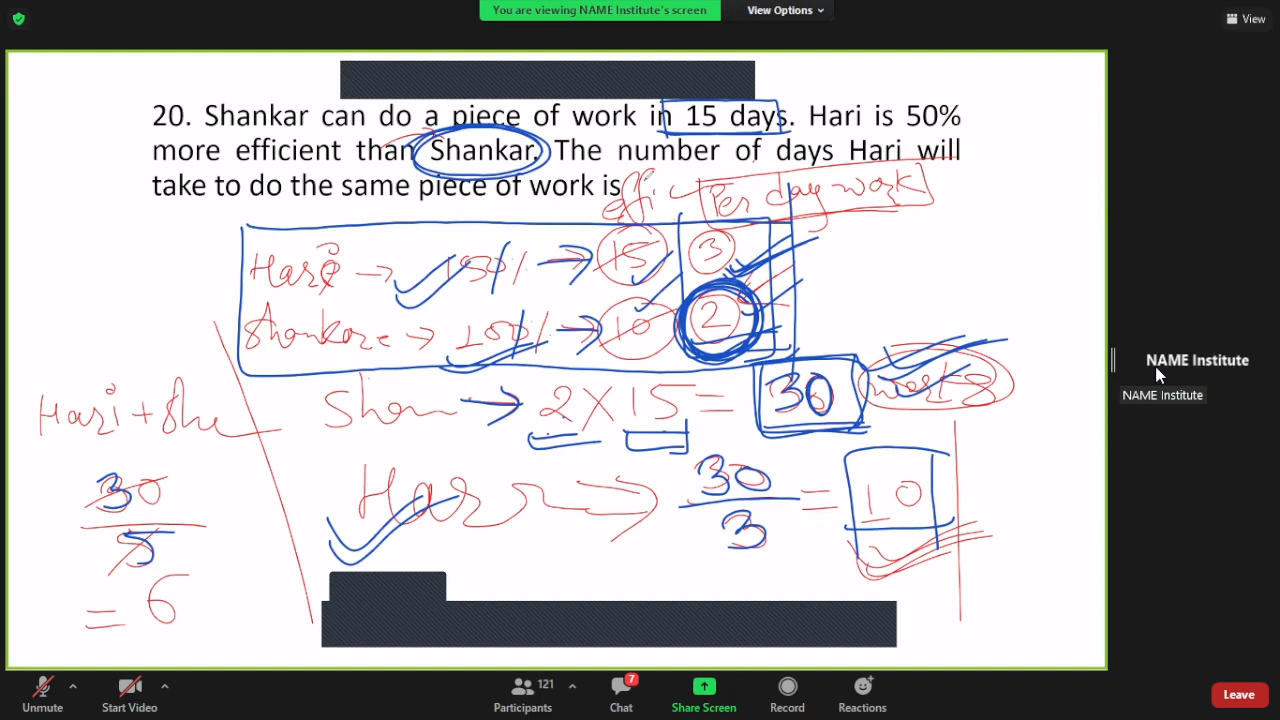 You are viewing NAME Institute's screen
View Options
View
20. Shankar can do a piece of work in 15 days. Hari is 50%
more efficient than Shankar. The number of days Hari will
take to do the same piece of work is
effi Per day work
Hari → 150% → 15 3
Shankar → 100% → 10 2
Shan → 2 × 15 = 30 works
Hari + Sha
Hari → 30/3 = 10
30/5
= 6
NAME Institute
NAME Institute
Unmute
Start Video
121
Participants
7
Chat
Share Screen
Record
Reactions
Leave